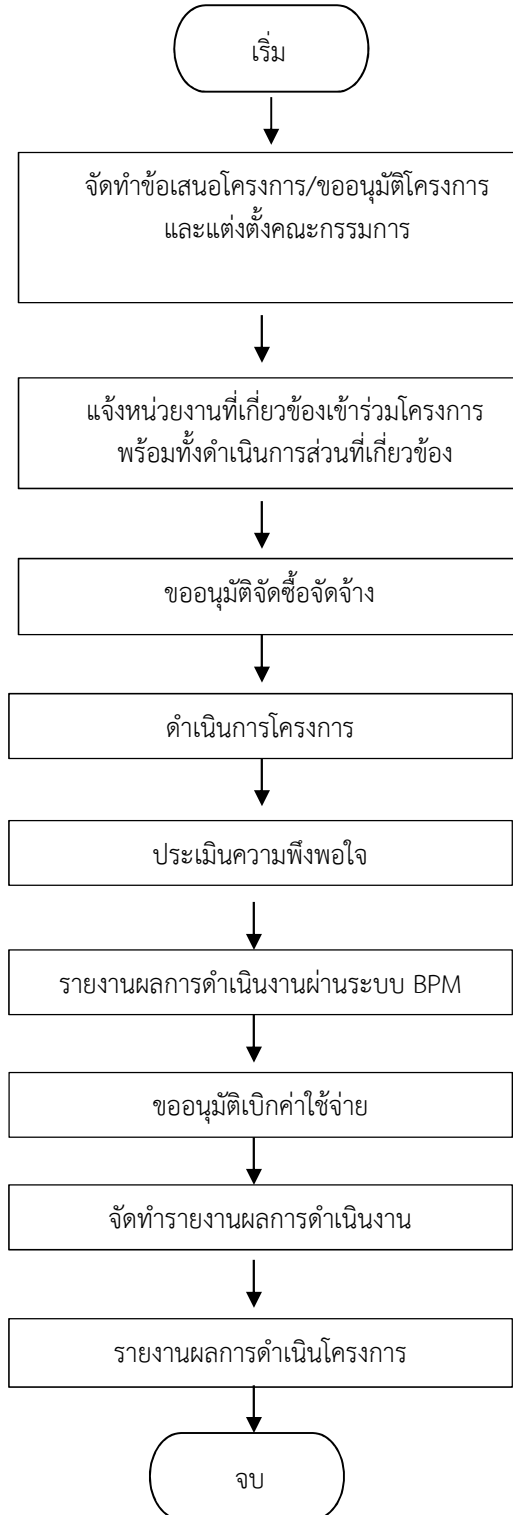 เริ่ม
จัดทำข้อเสนอโครงการ/ขออนุมัติโครงการ
และแต่งตั้งคณะกรรมการ
แจ้งหน่วยงานที่เกี่ยวข้องเข้าร่วมโครงการ
พร้อมทั้งดำเนินการส่วนที่เกี่ยวข้อง
ขออนุมัติจัดซื้อจัดจ้าง
ดำเนินการโครงการ
ประเมินความพึงพอใจ
รายงานผลการดำเนินงานผ่านระบบ BPM
ขออนุมัติเบิกค่าใช้จ่าย
จัดทำรายงานผลการดำเนินงาน
รายงานผลการดำเนินโครงการ
จบ